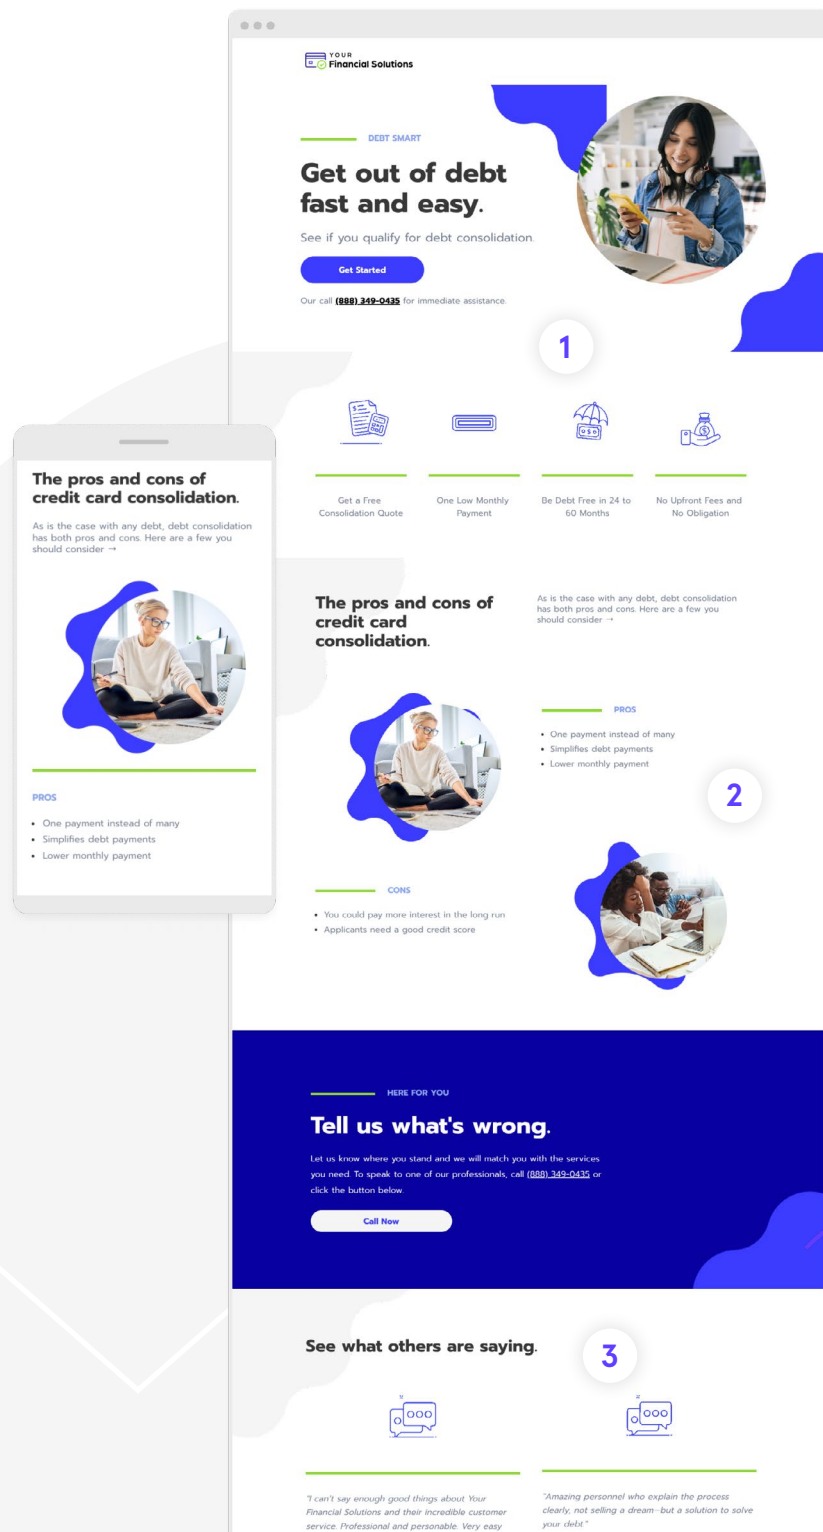 YOUR
Financial Solutions
DEBT SMART
Get out of debt
fast and easy.
See if you qualify for debt consolidation.
Get Started
Our call (888) 349-0435 for immediate assistance.
1
Get a Free
Consolidation Quote
One Low Monthly
Payment
Be Debt Free in 24 to
60 Months
No Upfront Fees and
No Obligation
The pros and cons of
credit card consolidation.
As is the case with any debt, debt consolidation
has both pros and cons. Here are a few you
should consider →
PROS
• One payment instead of many
• Simplifies debt payments
• Lower monthly payment
The pros and cons of
credit card
consolidation.
As is the case with any debt, debt consolidation
has both pros and cons. Here are a few you
should consider →
PROS
• One payment instead of many
• Simplifies debt payments
• Lower monthly payment
2
CONS
• You could pay more interest in the long run
• Applicants need a good credit score
HERE FOR YOU
Tell us what's wrong.
Let us know where you stand and we will match you with the services
you need. To speak to one of our professionals, call (888) 349-0435 or
click the button below.
Call Now
See what others are saying.
3
"I can't say enough good things about Your
Financial Solutions and their incredible customer
service. Professional and personable. Very easy
"Amazing personnel who explain the process
clearly, not selling a dream—but a solution to solve
your debt."